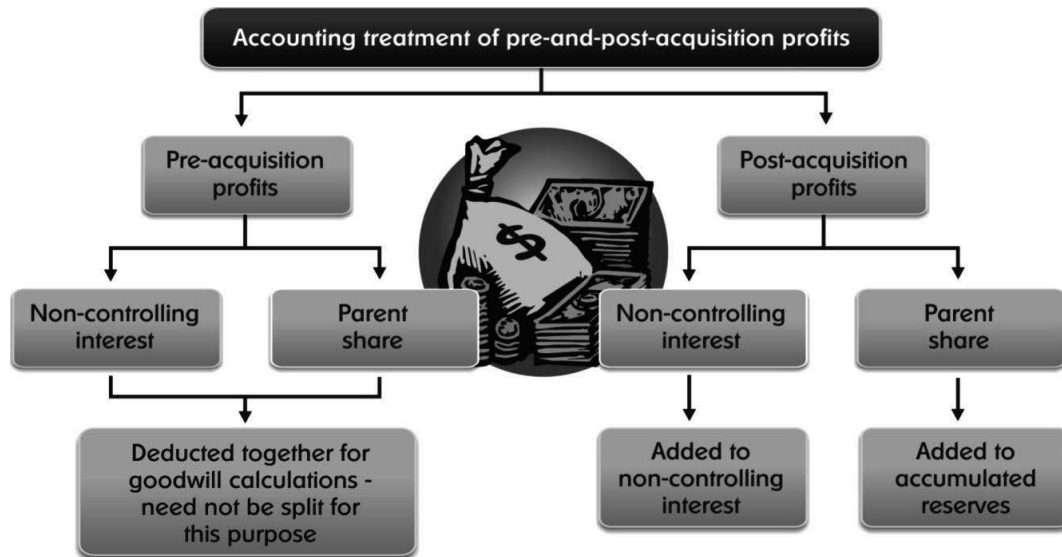 Accounting treatment of pre-and-post-acquisition profits
Pre-acquisition
profits
Post-acquisition
profits
$
Non-controlling
interest
Parent
share
Non-controlling
interest
Parent
share
Deducted together for
goodwill calculations -
need not be split for
this purpose
Added to
non-controlling
interest
Added to
accumulated
reserves